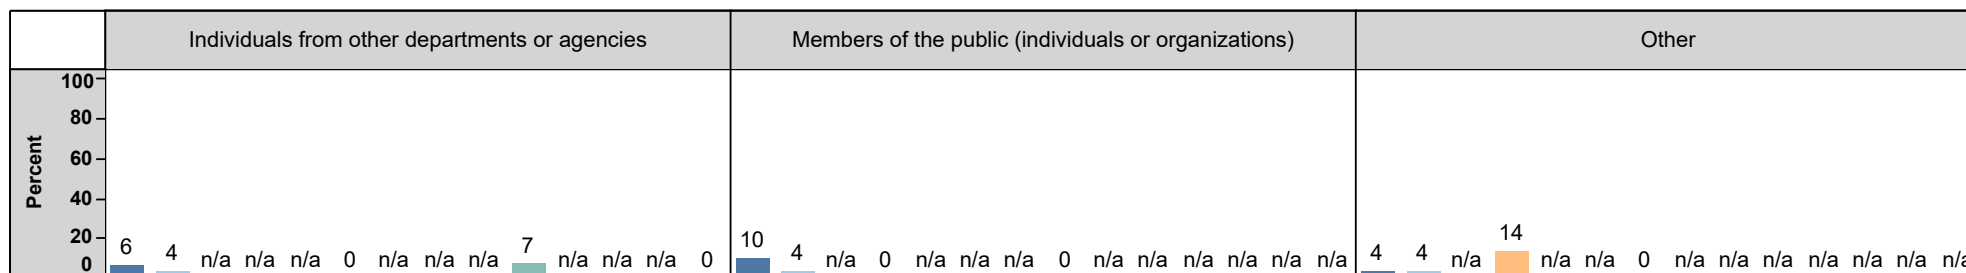 Individuals from other departments or agencies
Members of the public (individuals or organizations)
Other
Percent
100
80
60
40
20
0
6 4 n/a n/a n/a 0 n/a n/a n/a 7 n/a n/a n/a 0
10 4 n/a 0 n/a n/a n/a 0 n/a n/a n/a n/a n/a n/a
4 4 n/a 14 n/a n/a 0 n/a n/a n/a n/a n/a n/a n/a